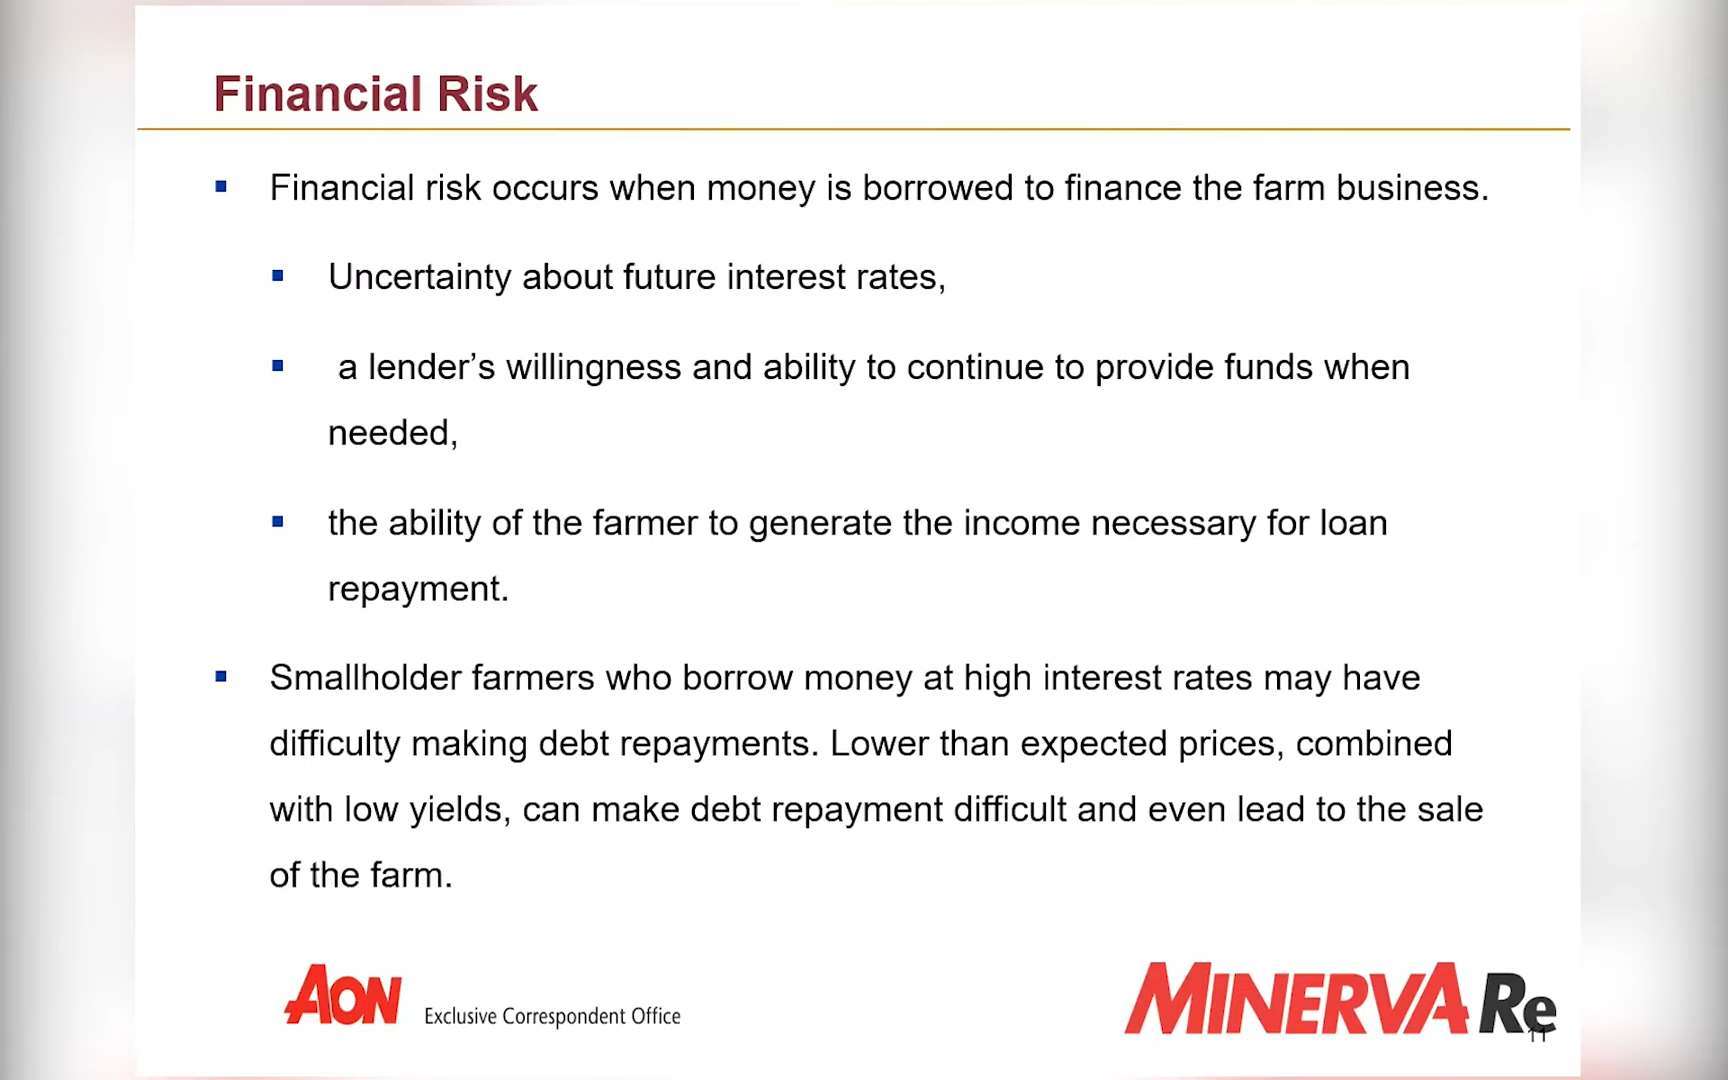 Financial Risk
Financial risk occurs when money is borrowed to finance the farm business.
Uncertainty about future interest rates,
a lender’s willingness and ability to continue to provide funds when
needed,
the ability of the farmer to generate the income necessary for loan
repayment.
Smallholder farmers who borrow money at high interest rates may have
difficulty making debt repayments. Lower than expected prices, combined
with low yields, can make debt repayment difficult and even lead to the sale
of the farm.
AON Exclusive Correspondent Office
MINERVA Re
11